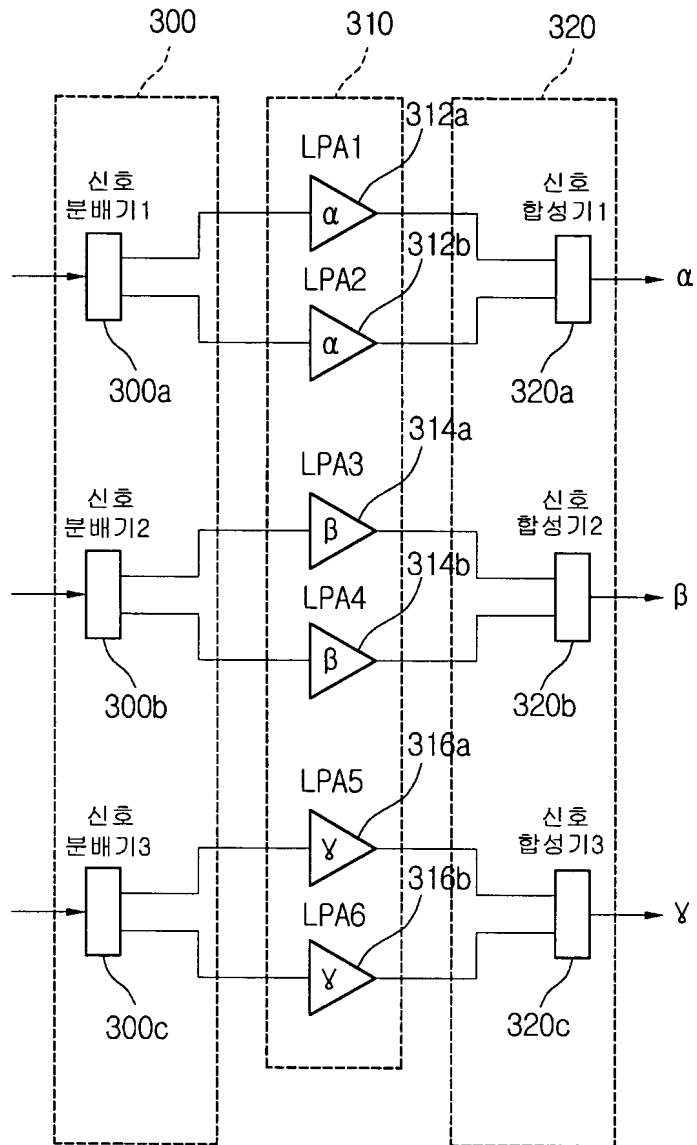 300
310
320
312a
LPA1
신호
분배기1
α
신호
합성기1
312b
LPA2
α
α
300a
320a
314a
LPA3
신호
분배기2
β
신호
합성기2
314b
LPA4
β
β
300b
320b
316a
LPA5
신호
분배기3
γ
신호
합성기3
316b
LPA6
γ
γ
300c
320c